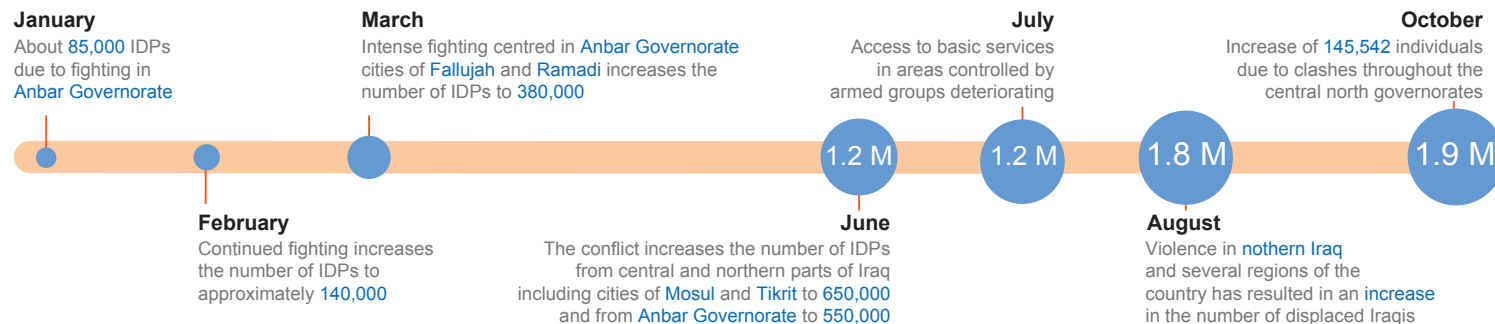 January
About 85,000 IDPs
due to fighting in
Anbar Governorate
March
Intense fighting centred in Anbar Governorate
cities of Fallujah and Ramadi increases the
number of IDPs to 380,000
July
Access to basic services
in areas controlled by
armed groups deteriorating
October
Increase of 145,542 individuals
due to clashes throughout the
central north governorates
1.2 M
1.2 M
1.8 M
1.9 M
February
Continued fighting increases
the number of IDPs to
approximately 140,000
June
The conflict increases the number of IDPs
from central and northern parts of Iraq
including cities of Mosul and Tikrit to 650,000
and from Anbar Governorate to 550,000
August
Violence in nothern Iraq
and several regions of the
country has resulted in an increase
in the number of displaced Iraqis